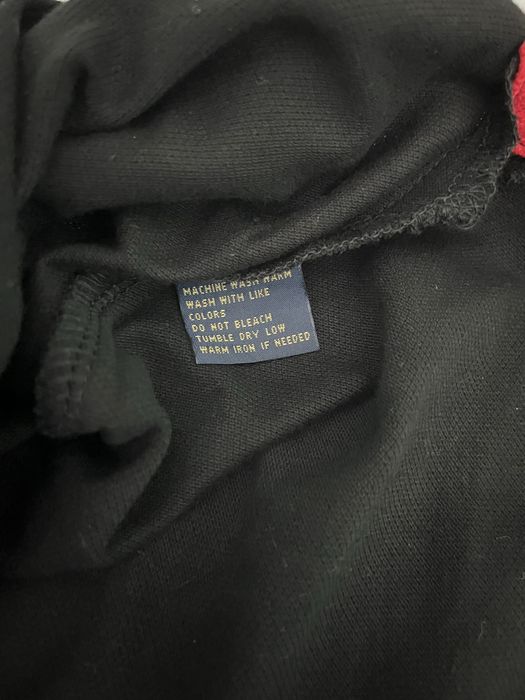 MACHINE WASH WARM
WASH WITH LIKE
COLORS
DO NOT BLEACH
TUMBLE DRY LOW
WARM IRON IF NEEDED